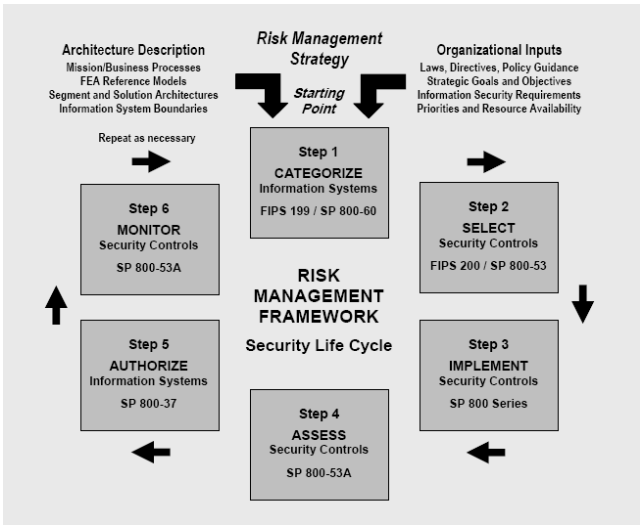 Architecture Description
Mission/Business Processes
FEA Reference Models
Segment and Solution Architectures
Information System Boundaries
Risk Management
Strategy
Starting
Point
Organizational Inputs
Laws, Directives, Policy Guidance
Strategic Goals and Objectives
Information Security Requirements
Priorities and Resource Availability
Repeat as necessary
Step 1
CATEGORIZE
Information Systems
FIPS 199 / SP 800-60
Step 2
SELECT
Security Controls
FIPS 200 / SP 800-53
Step 3
IMPLEMENT
Security Controls
SP 800 Series
Step 4
ASSESS
Security Controls
SP 800-53A
Step 5
AUTHORIZE
Information Systems
SP 800-37
Step 6
MONITOR
Security Controls
SP 800-53A
RISK
MANAGEMENT
FRAMEWORK
Security Life Cycle